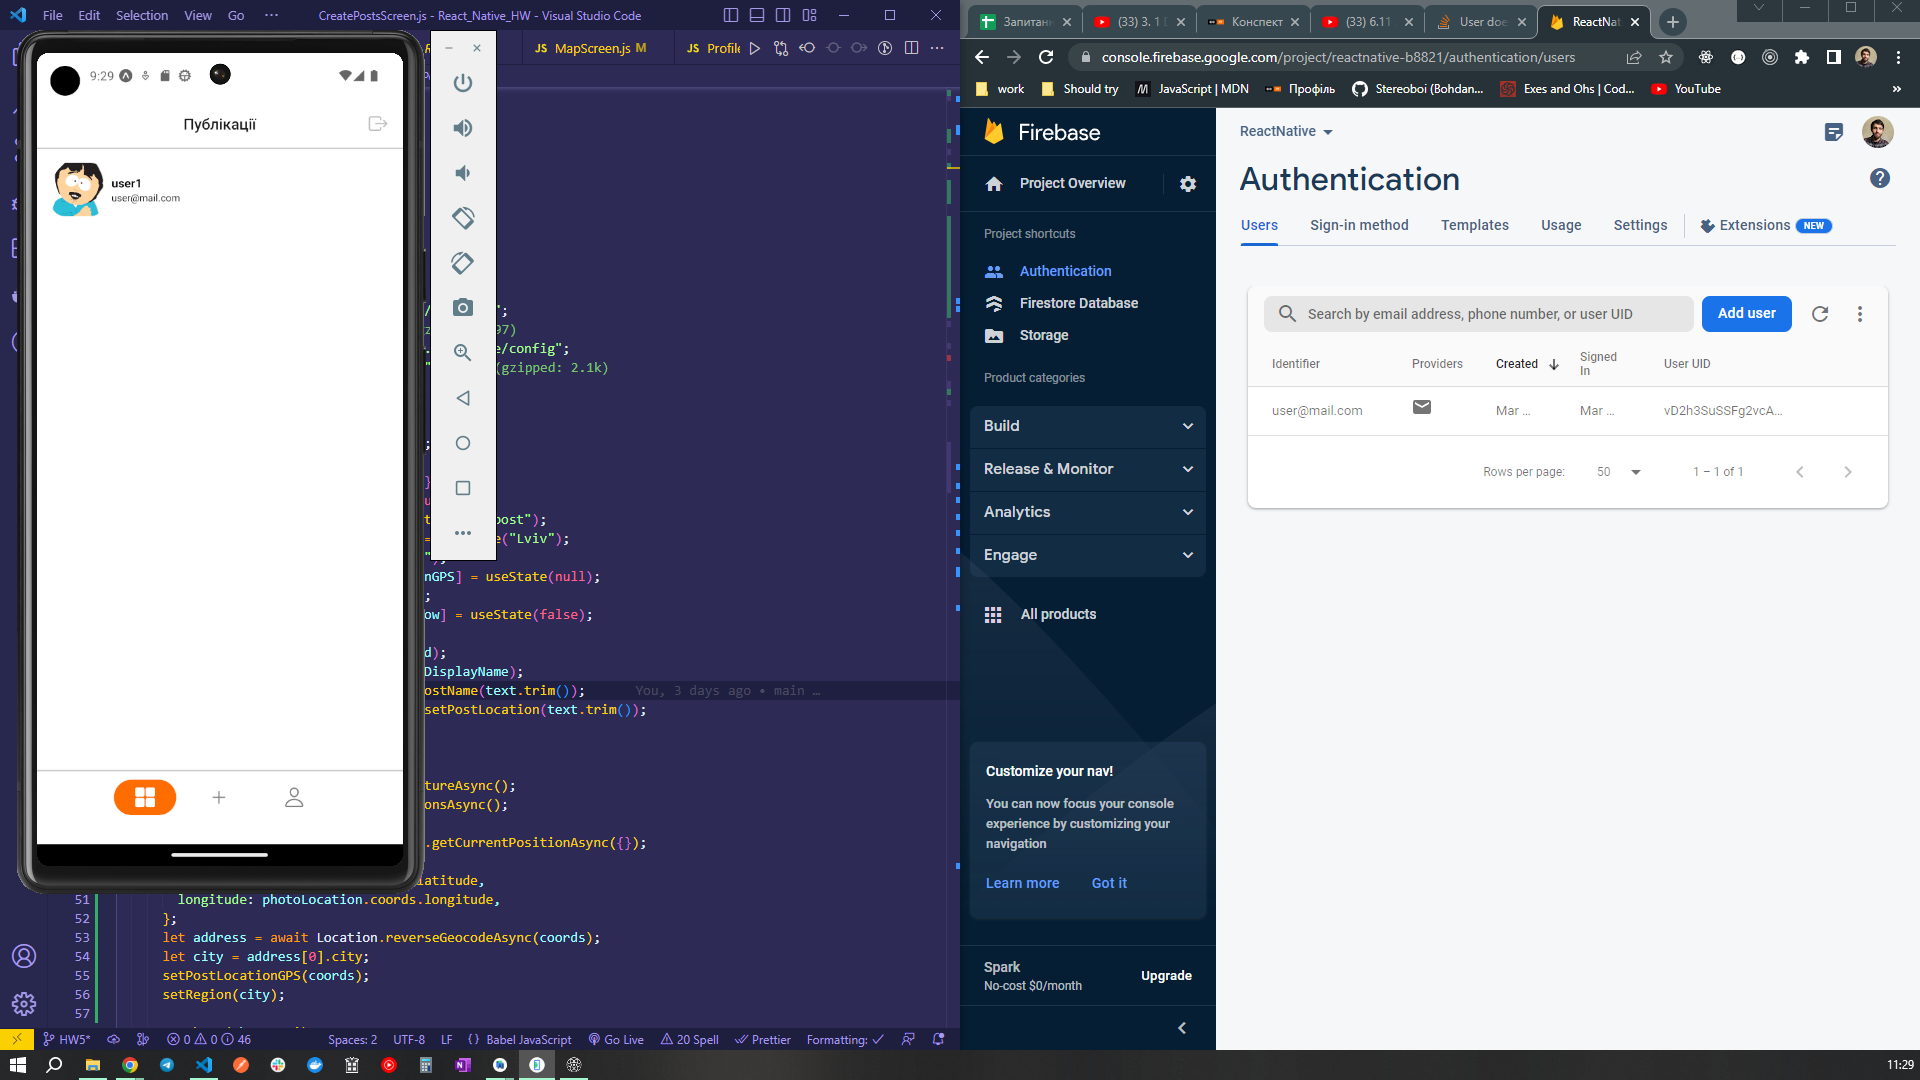 File Edit Selection View Go ··· CreatePostsScreen.js - React_Native_HW - Visual Studio Code
JS MapScreen.js M
JS Profile
9:29
Публікації
user1
user@mail.com
";
97)
e/config";
(gzipped: 2.1k)
post");
e("Lviv");
nGPS] = useState(null);
ow] = useState(false);
d);
DisplayName);
ostName(text.trim()); You, 3 days ago • main …
setPostLocation(text.trim());
tureAsync();
onsAsync();
.getCurrentPositionAsync({});
latitude,
51 longitude: photoLocation.coords.longitude,
52 };
53 let address = await Location.reverseGeocodeAsync(coords);
54 let city = address[0].city;
55 setPostLocationGPS(coords);
56 setRegion(city);
57
HW5* 0 0 46 Spaces: 2 UTF-8 LF {} Babel JavaScript Go Live 20 Spell Prettier Formatting:
Запитанн
(33) 3. 1
Конспект
(33) 6.11
User doe
ReactNat
console.firebase.google.com/project/reactnative-b8821/authentication/users
work Should try JavaScript | MDN Профіль Stereoboi (Bohdan... Exes and Ohs | Cod... YouTube »
Firebase
Project Overview
Project shortcuts
Authentication
Firestore Database
Storage
Product categories
Build
Release & Monitor
Analytics
Engage
All products
Customize your nav!
You can now focus your console
experience by customizing your
navigation
Learn more Got it
Spark
No-cost $0/month
Upgrade
ReactNative
Authentication
Users Sign-in method Templates Usage Settings Extensions NEW
Search by email address, phone number, or user UID
Add user
Identifier Providers Created Signed In User UID
user@mail.com Mar ... Mar ... vD2h3SuSSFg2vcA...
Rows per page: 50 1 – 1 of 1
11:29